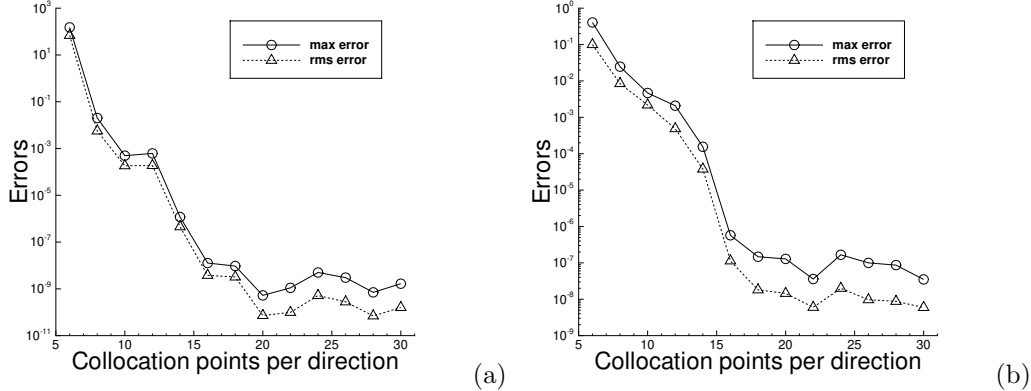 10^3
10^1
10^-1
10^-3
10^-5
10^-7
10^-9
10^-11
Errors
max error
rms error
5 10 15 20 25 30
Collocation points per direction
(a)
10^0
10^-1
10^-2
10^-3
10^-4
10^-5
10^-6
10^-7
10^-8
10^-9
Errors
max error
rms error
5 10 15 20 25 30
Collocation points per direction
(b)